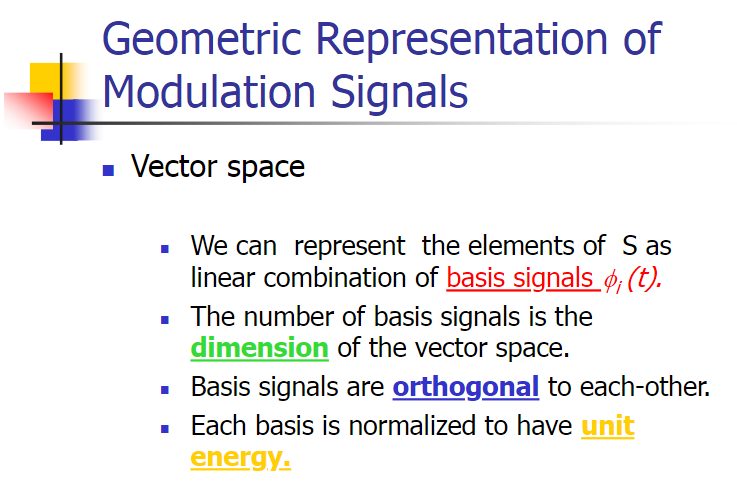 Geometric Representation of
Modulation Signals
Vector space
We can represent the elements of S as
linear combination of basis signals ϕi (t).
The number of basis signals is the
dimension of the vector space.
Basis signals are orthogonal to each-other.
Each basis is normalized to have unit
energy.